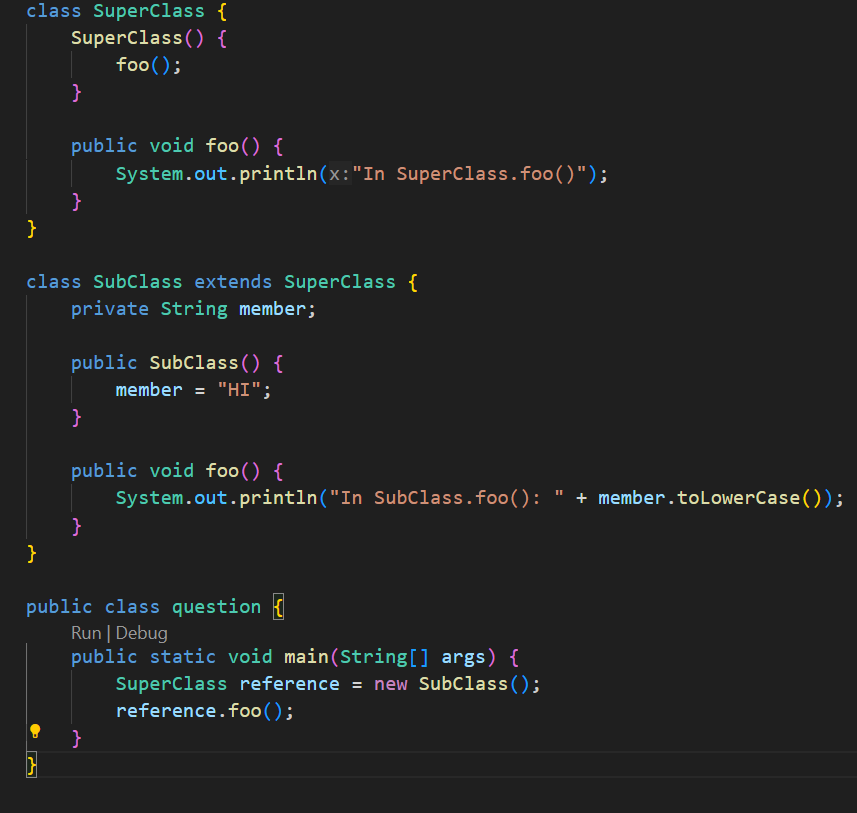 class SuperClass {
    SuperClass() {
        foo();
    }

    public void foo() {
        System.out.println(x:"In SuperClass.foo()");
    }
}

class SubClass extends SuperClass {
    private String member;

    public SubClass() {
        member = "HI";
    }

    public void foo() {
        System.out.println("In SubClass.foo(): " + member.toLowerCase());
    }
}

public class question {
    Run | Debug
    public static void main(String[] args) {
        SuperClass reference = new SubClass();
        reference.foo();
    }
}